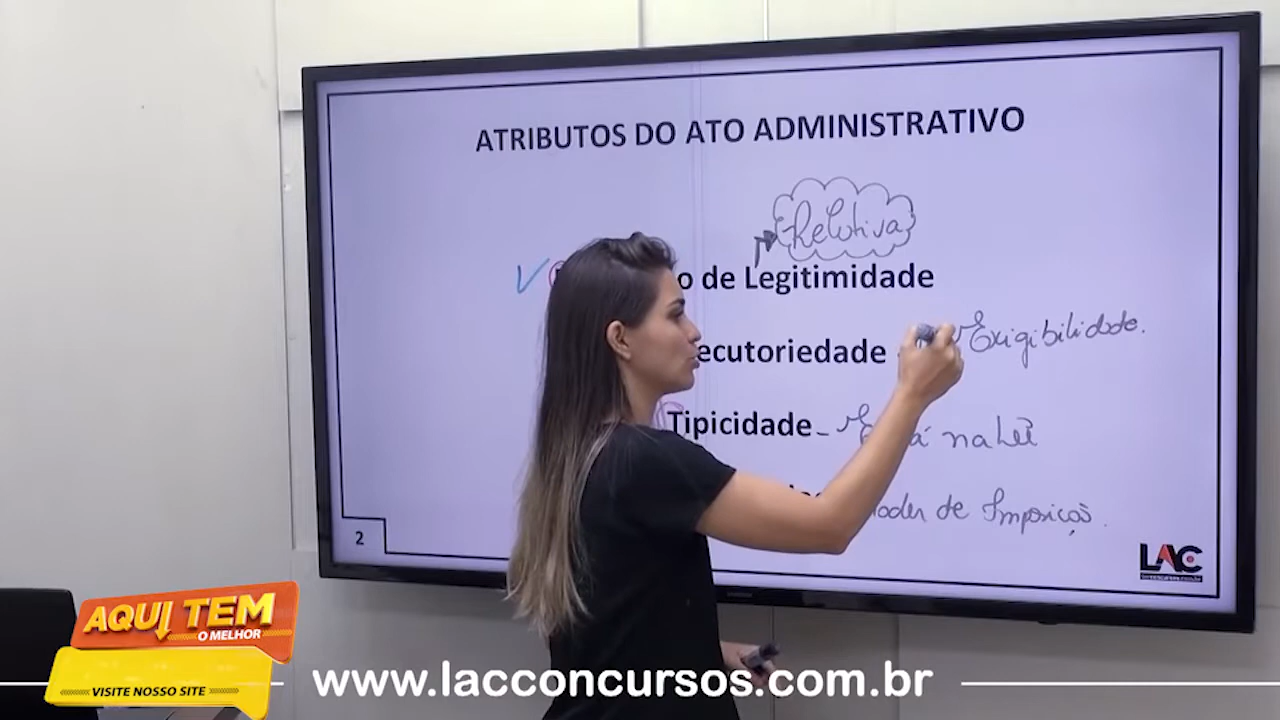 ATRIBUTOS DO ATO ADMINISTRATIVO
Relativa
o de Legitimidade
ecutoriedade
Exigibilidade.
Tipicidade - Está na Lei
Poder de Imposição.
2
LAC
AQUI TEM
O MELHOR
VISITE NOSSO SITE
www.lacconcursos.com.br